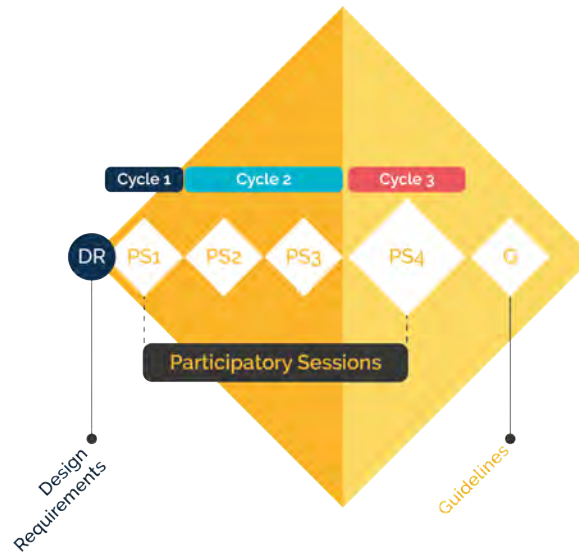 Cycle 1
Cycle 2
Cycle 3
DR
PS1
PS2
PS3
PS4
G
Participatory Sessions
Design
Requirements
Guidelines